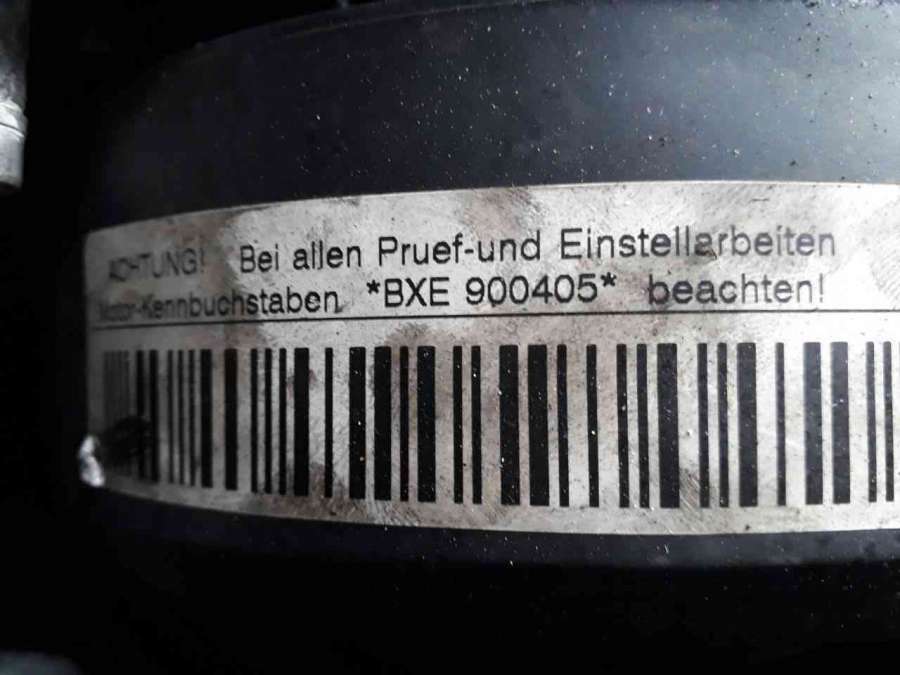 ACHTUNG! Bei allen Pruef-und Einstellarbeiten
Motor-Kennbuchstaben *BXE 900405* beachten!